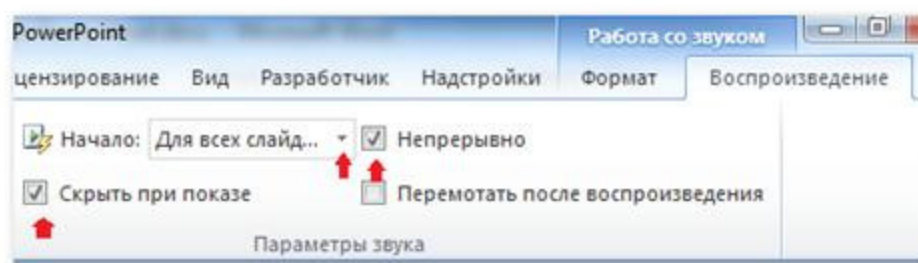 PowerPoint Работа со звуком
цензирование Вид Разработчик Надстройки Формат Воспроизведение
Начало: Для всех слайд... Непрерывно
Скрыть при показе Перемотать после воспроизведения
Параметры звука